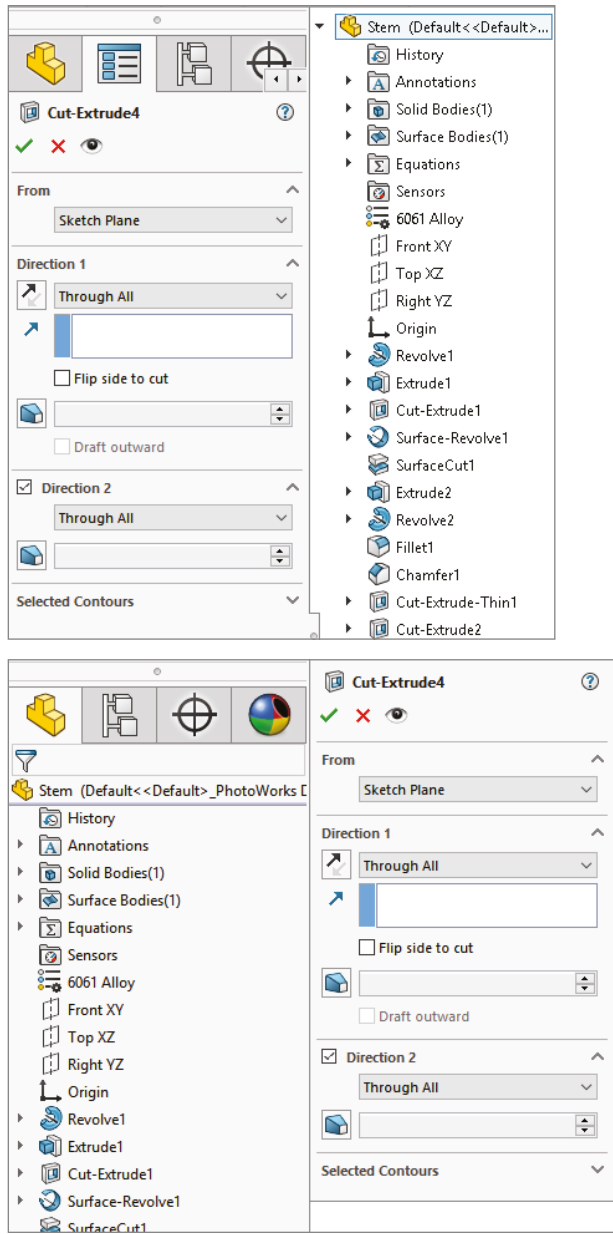 Cut-Extrude4
From
Sketch Plane
Direction 1
Through All
Flip side to cut
Draft outward
Direction 2
Through All
Selected Contours
Stem (Default<<Default>...
History
Annotations
Solid Bodies(1)
Surface Bodies(1)
Equations
Sensors
6061 Alloy
Front XY
Top XZ
Right YZ
Origin
Revolve1
Extrude1
Cut-Extrude1
Surface-Revolve1
SurfaceCut1
Extrude2
Revolve2
Fillet1
Chamfer1
Cut-Extrude-Thin1
Cut-Extrude2
Stem (Default<<Default>_PhotoWorks D
History
Annotations
Solid Bodies(1)
Surface Bodies(1)
Equations
Sensors
6061 Alloy
Front XY
Top XZ
Right YZ
Origin
Revolve1
Extrude1
Cut-Extrude1
Surface-Revolve1
SurfaceCut1
Cut-Extrude4
From
Sketch Plane
Direction 1
Through All
Flip side to cut
Draft outward
Direction 2
Through All
Selected Contours